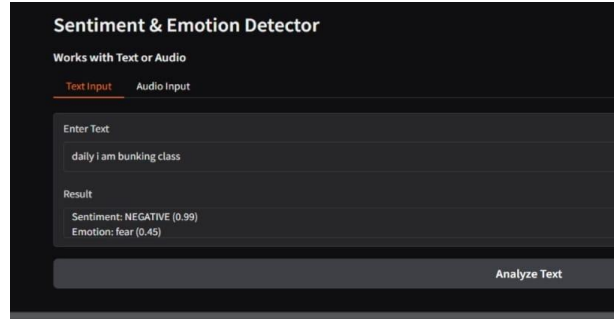 Sentiment & Emotion Detector
Works with Text or Audio
Text Input Audio Input
Enter Text
daily i am bunking class
Result
Sentiment: NEGATIVE (0.99)
Emotion: fear (0.45)
Analyze Text